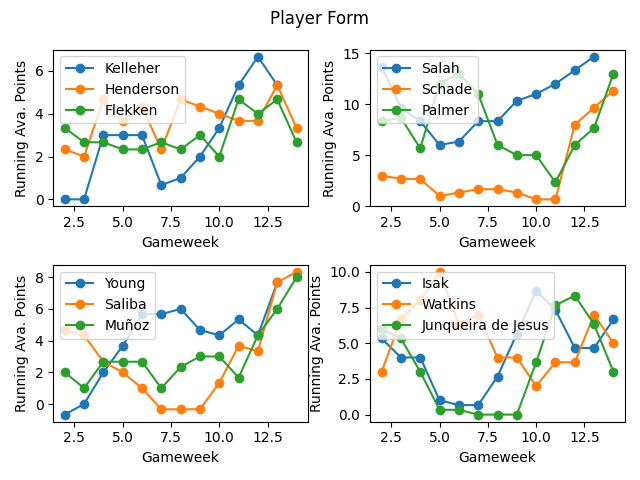 Player Form
Running Ava. Points
6
4
2
0
Kelleher
Henderson
Flekken
2.5 5.0 7.5 10.0 12.5
Gameweek
Running Ava. Points
15
10
5
0
Salah
Schade
Palmer
2.5 5.0 7.5 10.0 12.5
Gameweek
Running Ava. Points
8
6
4
2
0
Young
Saliba
Muñoz
2.5 5.0 7.5 10.0 12.5
Gameweek
Running Ava. Points
10.0
7.5
5.0
2.5
0.0
Isak
Watkins
Junqueira de Jesus
2.5 5.0 7.5 10.0 12.5
Gameweek